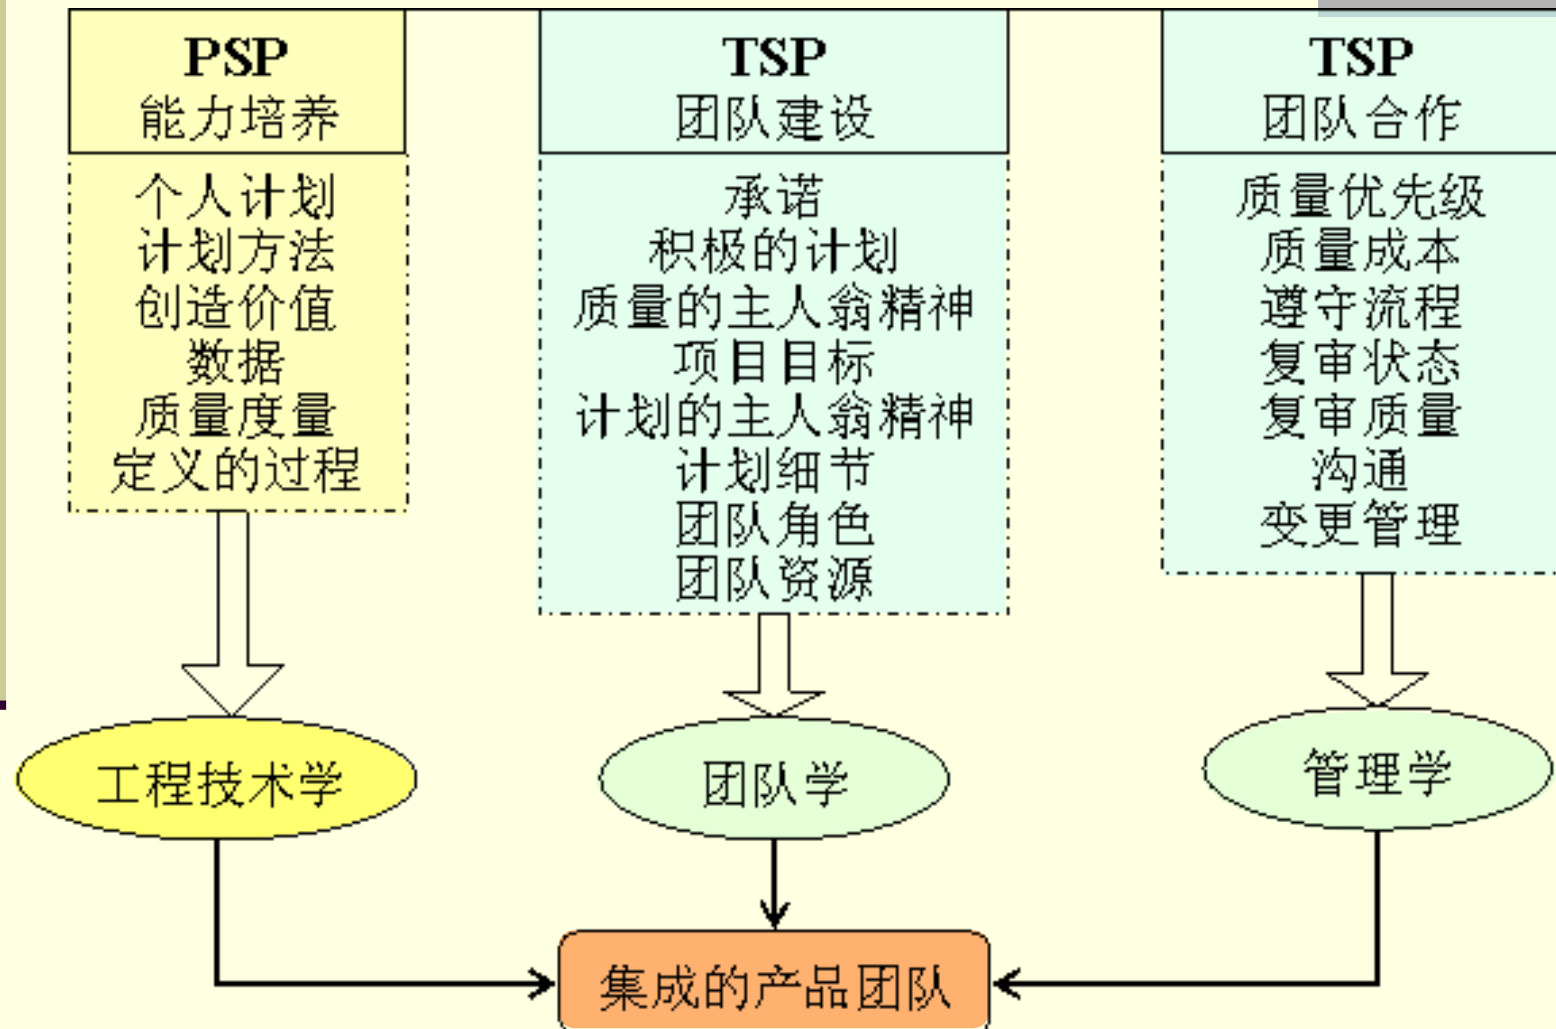 PSP
能力培养
个人计划
计划方法
创造价值
数据
质量度量
定义的过程
工程技术学
TSP
团队建设
承诺
积极的计划
质量的主人翁精神
项目目标
计划的主人翁精神
计划细节
团队角色
团队资源
团队学
TSP
团队合作
质量优先级
质量成本
遵守流程
复审状态
复审质量
沟通
变更管理
管理学
集成的产品团队